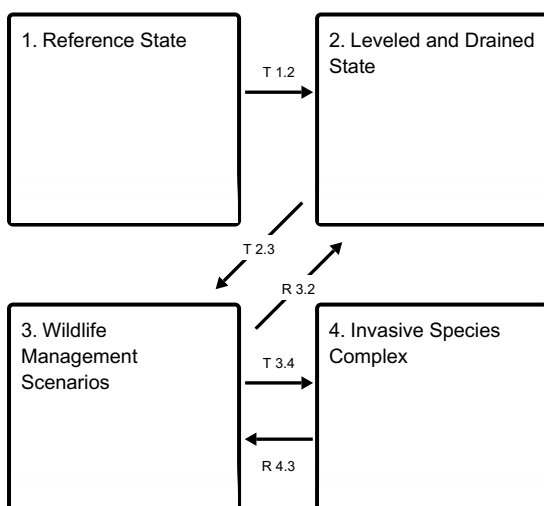 1. Reference State
2. Leveled and Drained
State
T 1.2
T 2.3
R 3.2
3. Wildlife
Management
Scenarios
4. Invasive Species
Complex
T 3.4
R 4.3